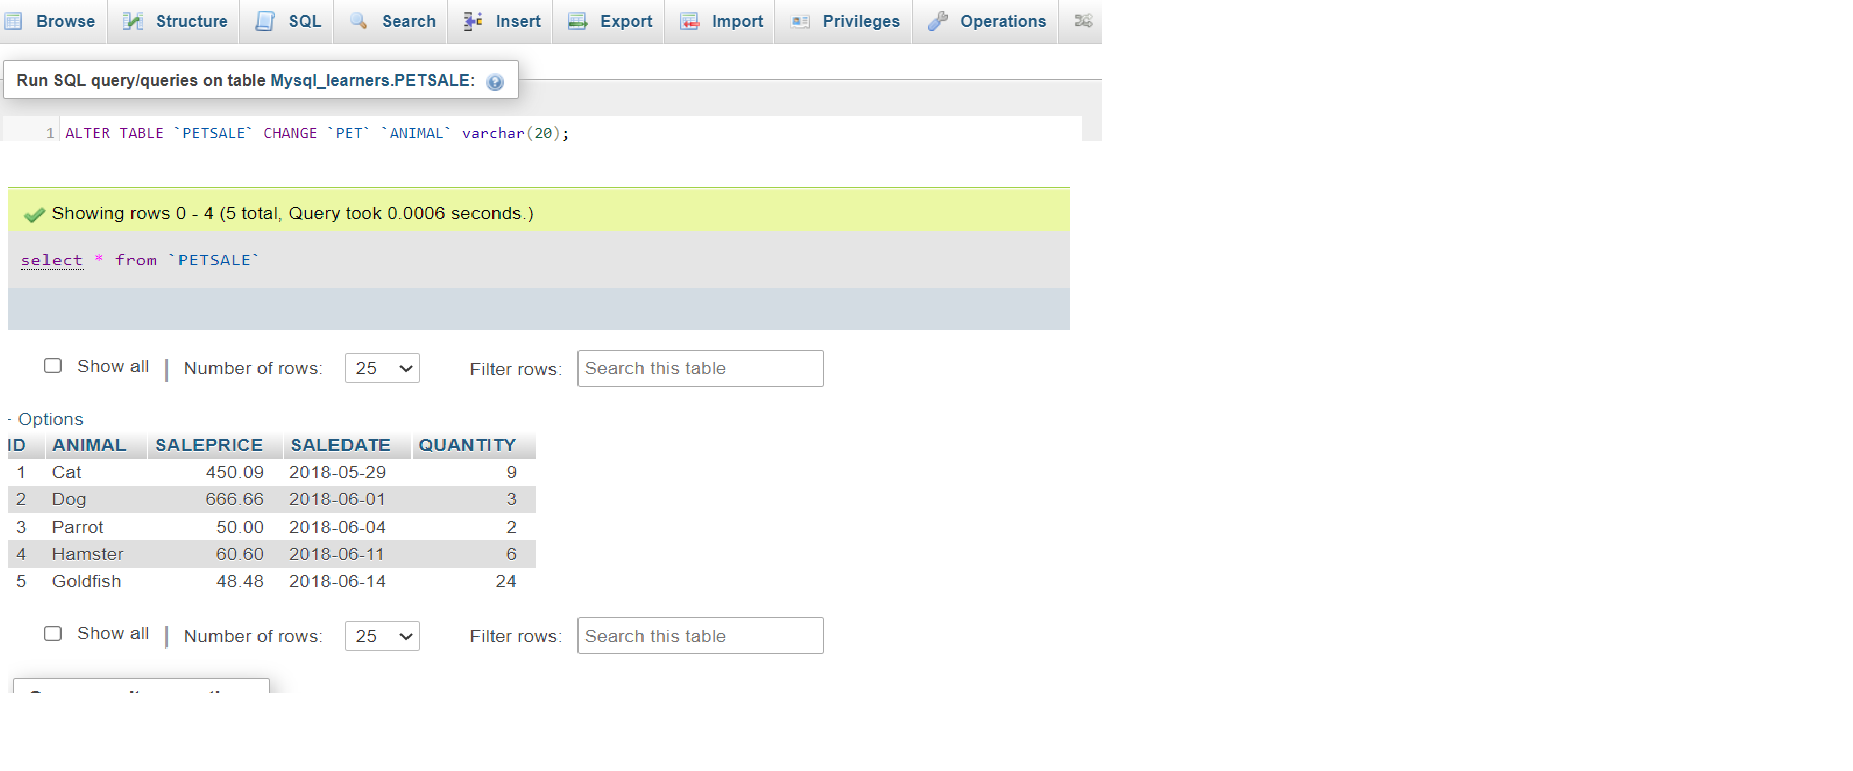 Browse Structure SQL Search Insert Export Import Privileges Operations
Run SQL query/queries on table Mysql_learners.PETSALE:
1 ALTER TABLE `PETSALE` CHANGE `PET` `ANIMAL` varchar(20);
Showing rows 0 - 4 (5 total, Query took 0.0006 seconds.)
select * from `PETSALE`
Show all | Number of rows: 25 Filter rows: Search this table
- Options
ID ANIMAL SALEPRICE SALEDATE QUANTITY
1 Cat 450.09 2018-05-29 9
2 Dog 666.66 2018-06-01 3
3 Parrot 50.00 2018-06-04 2
4 Hamster 60.60 2018-06-11 6
5 Goldfish 48.48 2018-06-14 24
Show all | Number of rows: 25 Filter rows: Search this table